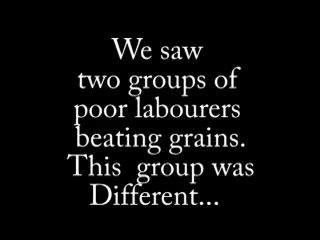 We saw
two groups of
poor labourers
beating grains.
This  group was
Different...